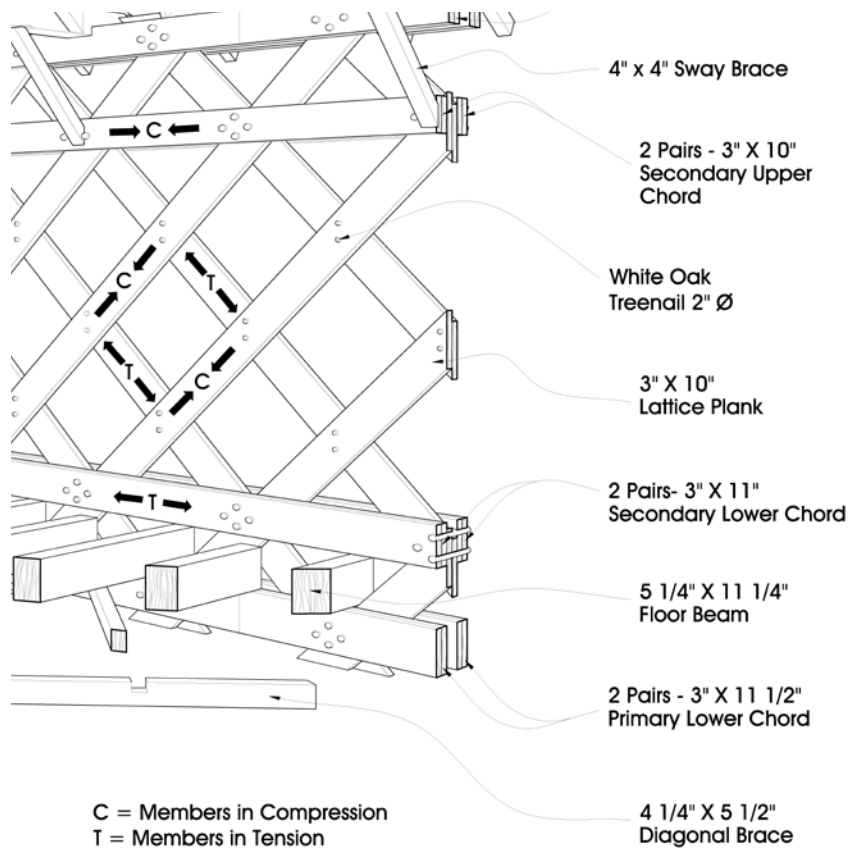 4" x 4" Sway Brace
2 Pairs - 3" X 10"
Secondary Upper
Chord
C
White Oak
Treenail 2" Ø
C
T
T
C
3" X 10"
Lattice Plank
T
2 Pairs- 3" X 11"
Secondary Lower Chord
5 1/4" X 11 1/4"
Floor Beam
2 Pairs - 3" X 11 1/2"
Primary Lower Chord
C = Members in Compression
T = Members in Tension
4 1/4" X 5 1/2"
Diagonal Brace